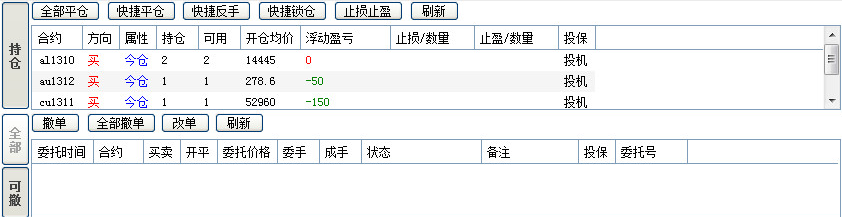 全部平仓 快捷平仓 快捷反手 快捷锁仓 止损止盈 刷新
持仓
合约 方向 属性 持仓 可用 开仓均价 浮动盈亏 止损/数量 止盈/数量 投保
al1310 买 今仓 2 2 14445 0 投机
au1312 买 今仓 1 1 278.6 -50 投机
cu1311 买 今仓 1 1 52960 -150 投机
全部
撤单 全部撤单 改单 刷新
委托时间 合约 买卖 开平 委托价格 委手 成手 状态 备注 投保 委托号
可撤